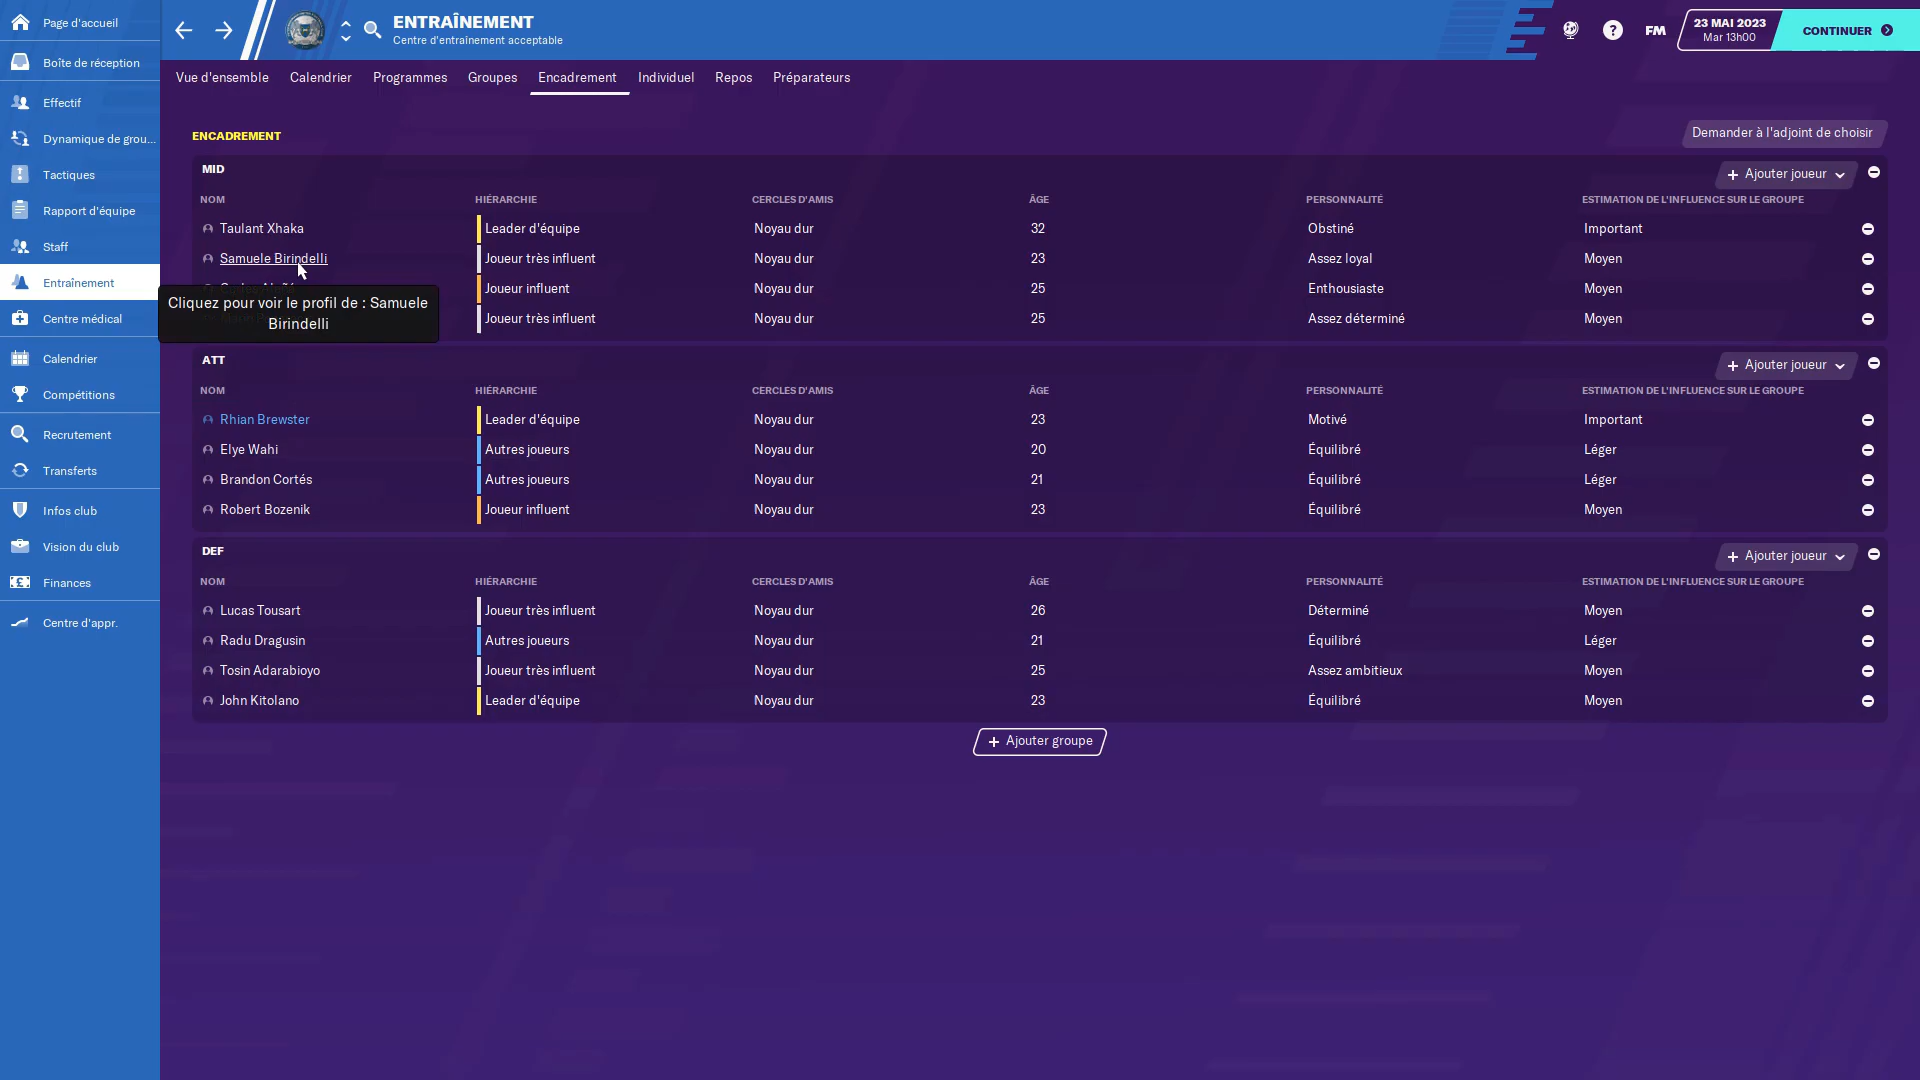 Page d'accueil
Boîte de réception
Effectif
Dynamique de grou...
Tactiques
Rapport d'équipe
Staff
Entraînement
Centre médical
Calendrier
Compétitions
Recrutement
Transferts
Infos club
Vision du club
Finances
Centre d'appr.
ENTRAÎNEMENT
Centre d'entraînement acceptable
FM
23 MAI 2023
Mar 13h00
CONTINUER
Vue d'ensemble Calendrier Programmes Groupes Encadrement Individuel Repos Préparateurs
ENCADREMENT
Demander à l'adjoint de choisir
MID
Ajouter joueur
NOM HIÉRARCHIE CERCLES D'AMIS ÂGE PERSONNALITÉ ESTIMATION DE L'INFLUENCE SUR LE GROUPE
Taulant Xhaka Leader d'équipe Noyau dur 32 Obstiné Important
Samuele Birindelli Joueur très influent Noyau dur 23 Assez loyal Moyen
Joueur influent Noyau dur 25 Enthousiaste Moyen
Joueur très influent Noyau dur 25 Assez déterminé Moyen
Cliquez pour voir le profil de : Samuele
Birindelli
ATT
Ajouter joueur
NOM HIÉRARCHIE CERCLES D'AMIS ÂGE PERSONNALITÉ ESTIMATION DE L'INFLUENCE SUR LE GROUPE
Rhian Brewster Leader d'équipe Noyau dur 23 Motivé Important
Elye Wahi Autres joueurs Noyau dur 20 Équilibré Léger
Brandon Cortés Autres joueurs Noyau dur 21 Équilibré Léger
Robert Bozenik Joueur influent Noyau dur 23 Équilibré Moyen
DEF
Ajouter joueur
NOM HIÉRARCHIE CERCLES D'AMIS ÂGE PERSONNALITÉ ESTIMATION DE L'INFLUENCE SUR LE GROUPE
Lucas Tousart Joueur très influent Noyau dur 26 Déterminé Moyen
Radu Dragusin Autres joueurs Noyau dur 21 Équilibré Léger
Tosin Adarabioyo Joueur très influent Noyau dur 25 Assez ambitieux Moyen
John Kitolano Leader d'équipe Noyau dur 23 Équilibré Moyen
Ajouter groupe